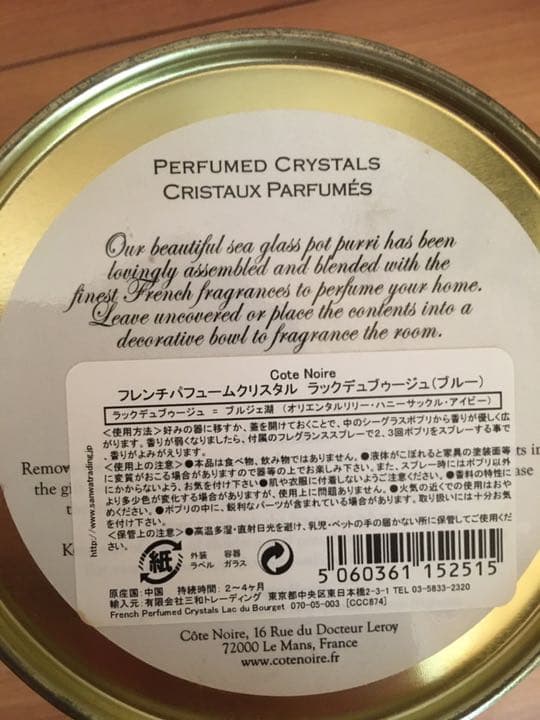 PERFUMED CRYSTALS
CRISTAUX PARFUMÉS
Our beautiful sea glass pot purri has been
lovingly assembled and blended with the
finest French fragrances to perfume your home.
Leave uncovered or place the contents into a
decorative bowl to fragrance the room.
Cote Noire
フレンチパフュームクリスタル ラックデュブゥージュ(ブルー)
ラックデュブゥージュ = ブルジェ湖 (オリエンタルリリー・ハニーサックル・アイビー)
<使用方法>好みの器に移すか、蓋を開けておくことで、中のシーグラスポプリから香りが優しく広
がります。香りが弱くなりましたら、付属のフレグランススプレーで2、3回ポプリをスプレーする事で
、香りがよみがえります。
<使用上の注意>●本品は食べ物、飲み物ではありません。●液体がこぼれると家具の塗装面等
に変質がおこる場合がありますので器等の上でお楽しみ下さい。また、スプレー時にはポプリ以外
にかからないよう、お気を付け下さい●肌や衣服に付着しないようご注意ください。●香料の特性に
より多少色が変化する場合がありますが、使用上に問題ありません。●火気の近くでの使用はおや
めください。●ポプリの中に、鋭利なパーツが含まれている場合があります。取り扱いには十分お気
を付け下さい。
<保管上の注意>●高温多湿・直射日光を避け、乳児・ペットの手の届かない所に保管してご使用くだ
さい。
http://www.sanwatrading.jp
Remov
the g
ts in
ase
紙
外装 容器
ラベル ガラス
5 060361 152515
原産国:中国 持続時間:2〜4ヶ月
輸入元:有限会社三和トレーディング 東京都中央区東日本橋2-3-1 TEL 03-5833-2320
French Perfumed Crystals Lac du Bourget 070-05-003 [CCC874]
Côte Noire, 16 Rue du Docteur Leroy
72000 Le Mans, France
www.cotenoire.fr